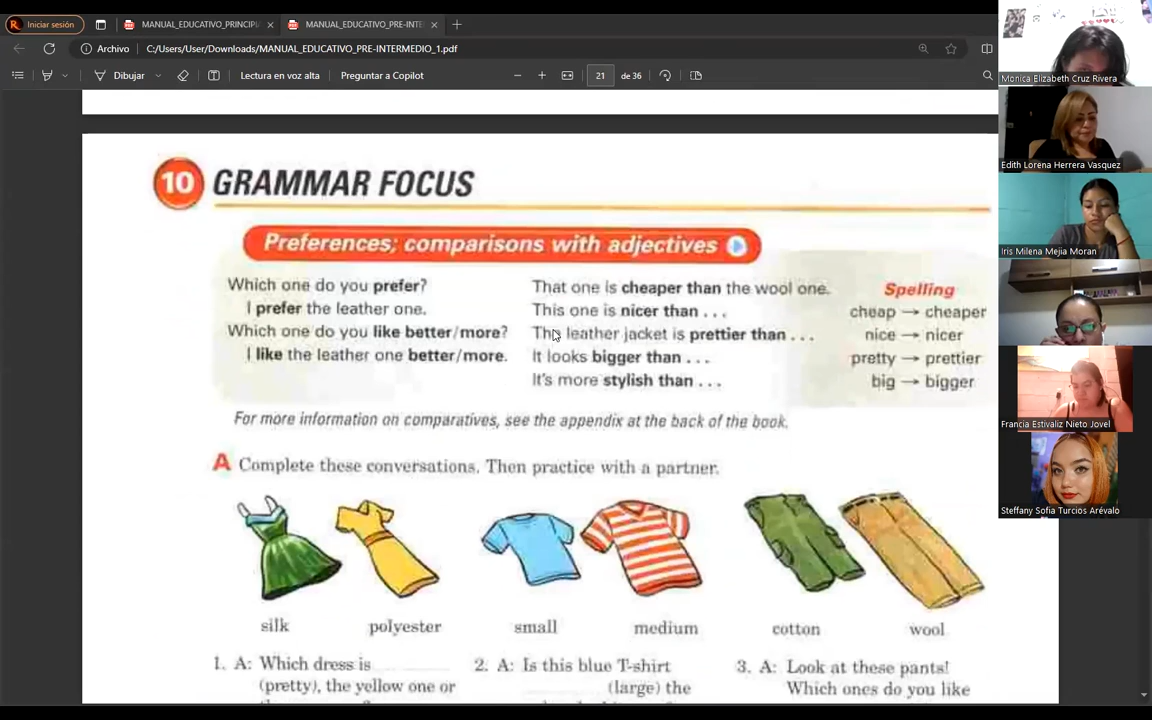 Iniciar sesión
MANUAL_EDUCATIVO_PRINCIPI
MANUAL_EDUCATIVO_PRE-INTER
Archivo
C:/Users/User/Downloads/MANUAL_EDUCATIVO_PRE-INTERMEDIO_1.pdf
Dibujar
Lectura en voz alta
Preguntar a Copilot
21
de 36
10 GRAMMAR FOCUS
Preferences; comparisons with adjectives
Which one do you prefer?
I prefer the leather one.
Which one do you like better/more?
I like the leather one better/more.
That one is cheaper than the wool one.
This one is nicer than . . .
The leather jacket is prettier than . . .
It looks bigger than . . .
It's more stylish than . . .
Spelling
cheap → cheaper
nice → nicer
pretty → prettier
big → bigger
For more information on comparatives, see the appendix at the back of the book.
A Complete these conversations. Then practice with a partner.
silk
polyester
small
medium
cotton
wool
1. A: Which dress is
(pretty), the yellow one or
2. A: Is this blue T-shirt
(large) the
3. A: Look at these pants!
Which ones do you like
Monica Elizabeth Cruz Rivera
Edith Lorena Herrera Vasquez
Iris Milena Mejia Moran
Francia Estivaliz Nieto Jovel
Steffany Sofia Turcios Arévalo